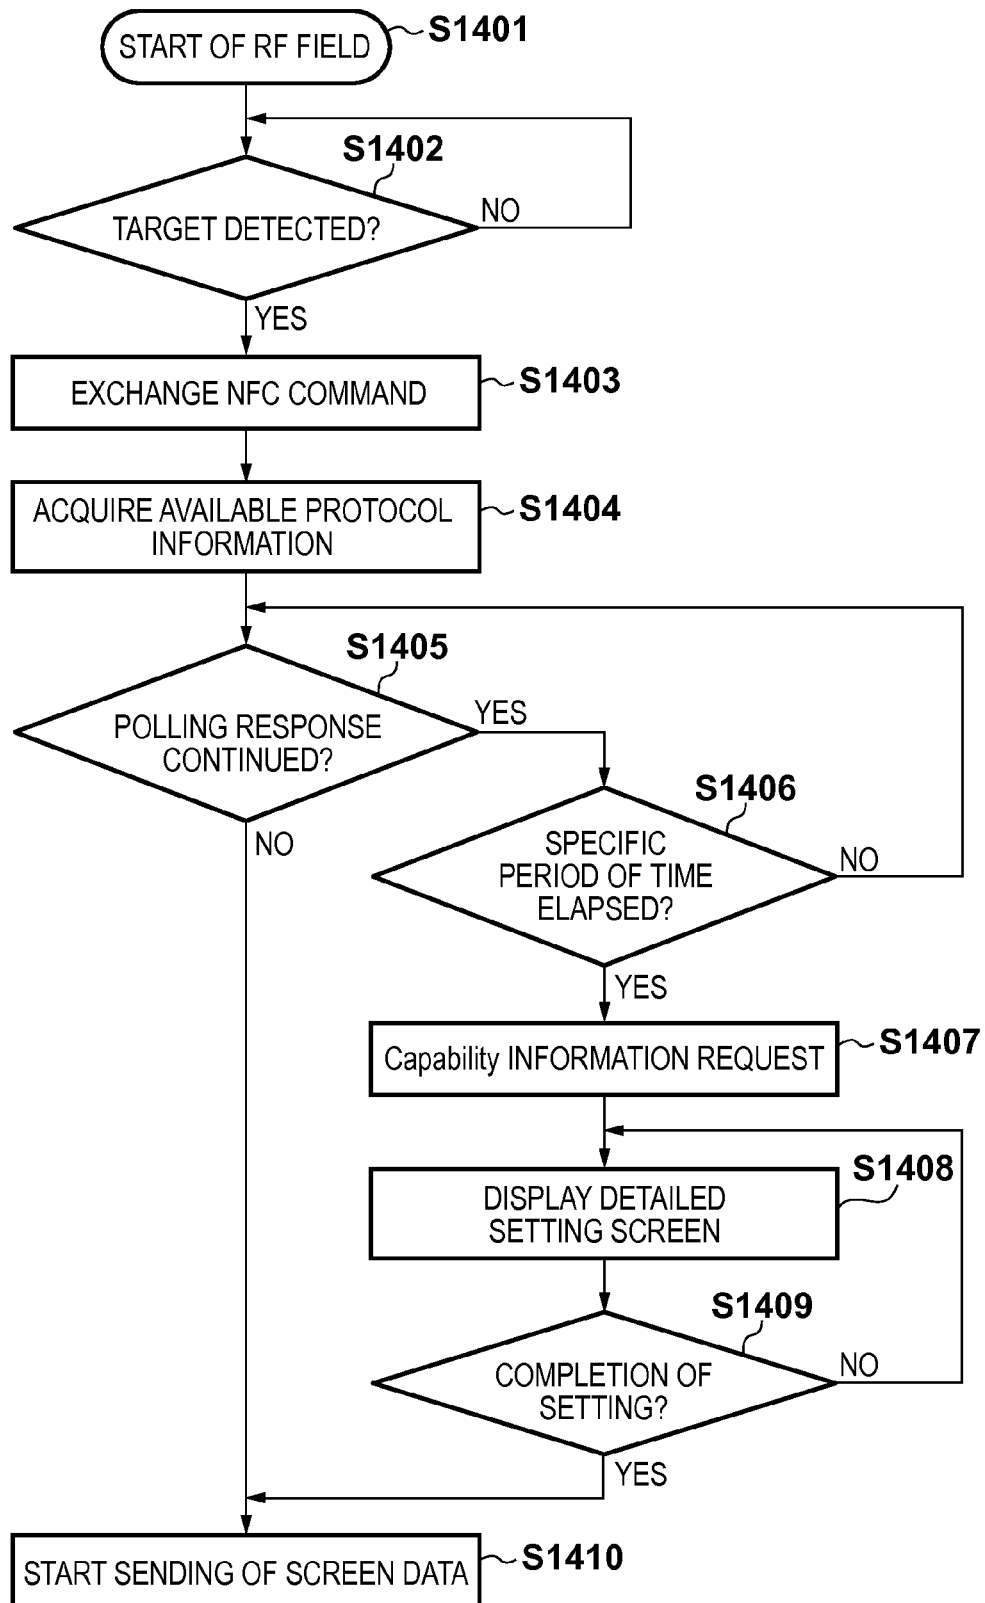 START OF RF FIELD
S1401
S1402
TARGET DETECTED?
NO
YES
EXCHANGE NFC COMMAND
S1403
ACQUIRE AVAILABLE PROTOCOL
INFORMATION
S1404
S1405
POLLING RESPONSE
CONTINUED?
YES
NO
S1406
SPECIFIC
PERIOD OF TIME
ELAPSED?
NO
YES
Capability INFORMATION REQUEST
S1407
DISPLAY DETAILED
SETTING SCREEN
S1408
S1409
COMPLETION OF
SETTING?
NO
YES
START SENDING OF SCREEN DATA
S1410